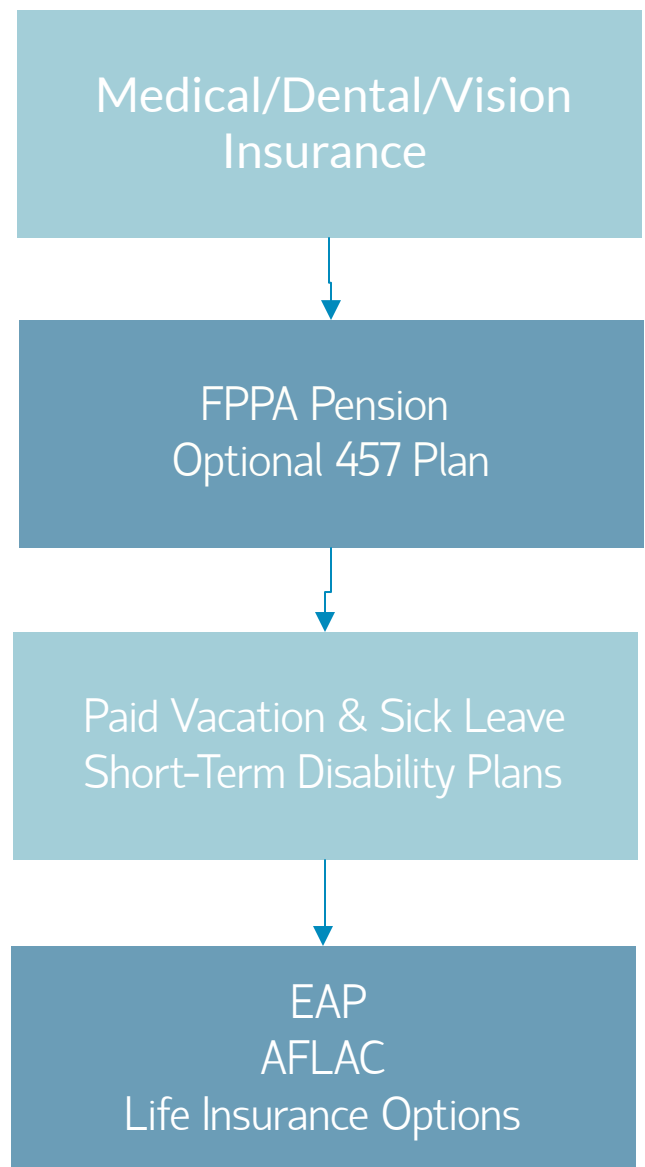 Medical/Dental/Vision
Insurance
FPPA Pension
Optional 457 Plan
Paid Vacation & Sick Leave
Short-Term Disability Plans
EAP
AFLAC
Life Insurance Options